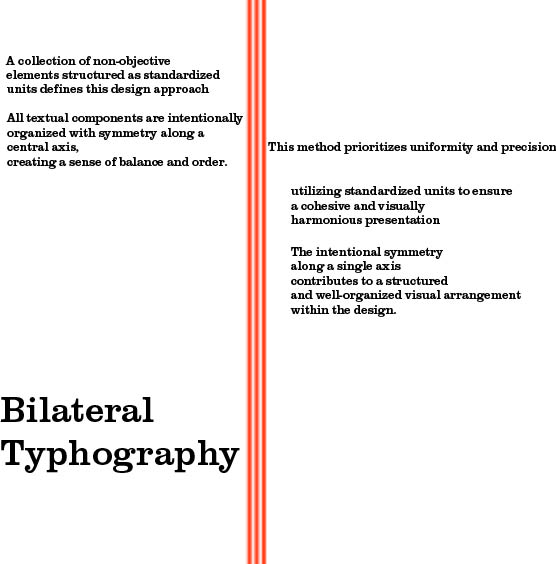 A collection of non-objective
elements structured as standardized
units defines this design approach
All textual components are intentionally
organized with symmetry along a
central axis,
creating a sense of balance and order.
This method prioritizes uniformity and precision
utilizing standardized units to ensure
a cohesive and visually
harmonious presentation
The intentional symmetry
along a single axis
contributes to a structured
and well-organized visual arrangement
within the design.
Bilateral
Typhography